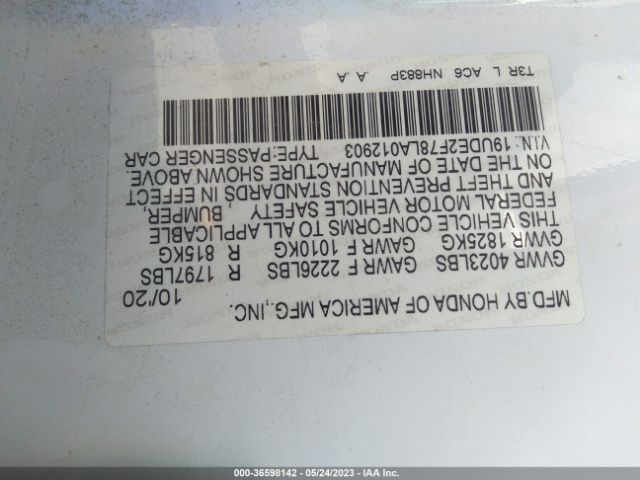 MFD.BY HONDA OF AMERICA MFG.,INC.
10/'20
GVWR 4023LBS GAWR F 2226LBS R 1797LBS
GVWR 1825KG GAWR F 1010KG R 815KG
THIS VEHICLE CONFORMS TO ALL APPLICABLE
FEDERAL MOTOR VEHICLE SAFETY , BUMPER,
AND THEFT PREVENTION STANDARDS IN EFFECT
ON THE DATE OF MANUFACTURE SHOWN ABOVE.
V.I.N.:19UDE2F78LA012903 TYPE:PASSENGER CAR
T3R L AC6 NH883P .A .A
000-36598142 - 05/24/2023 - IAA Inc.